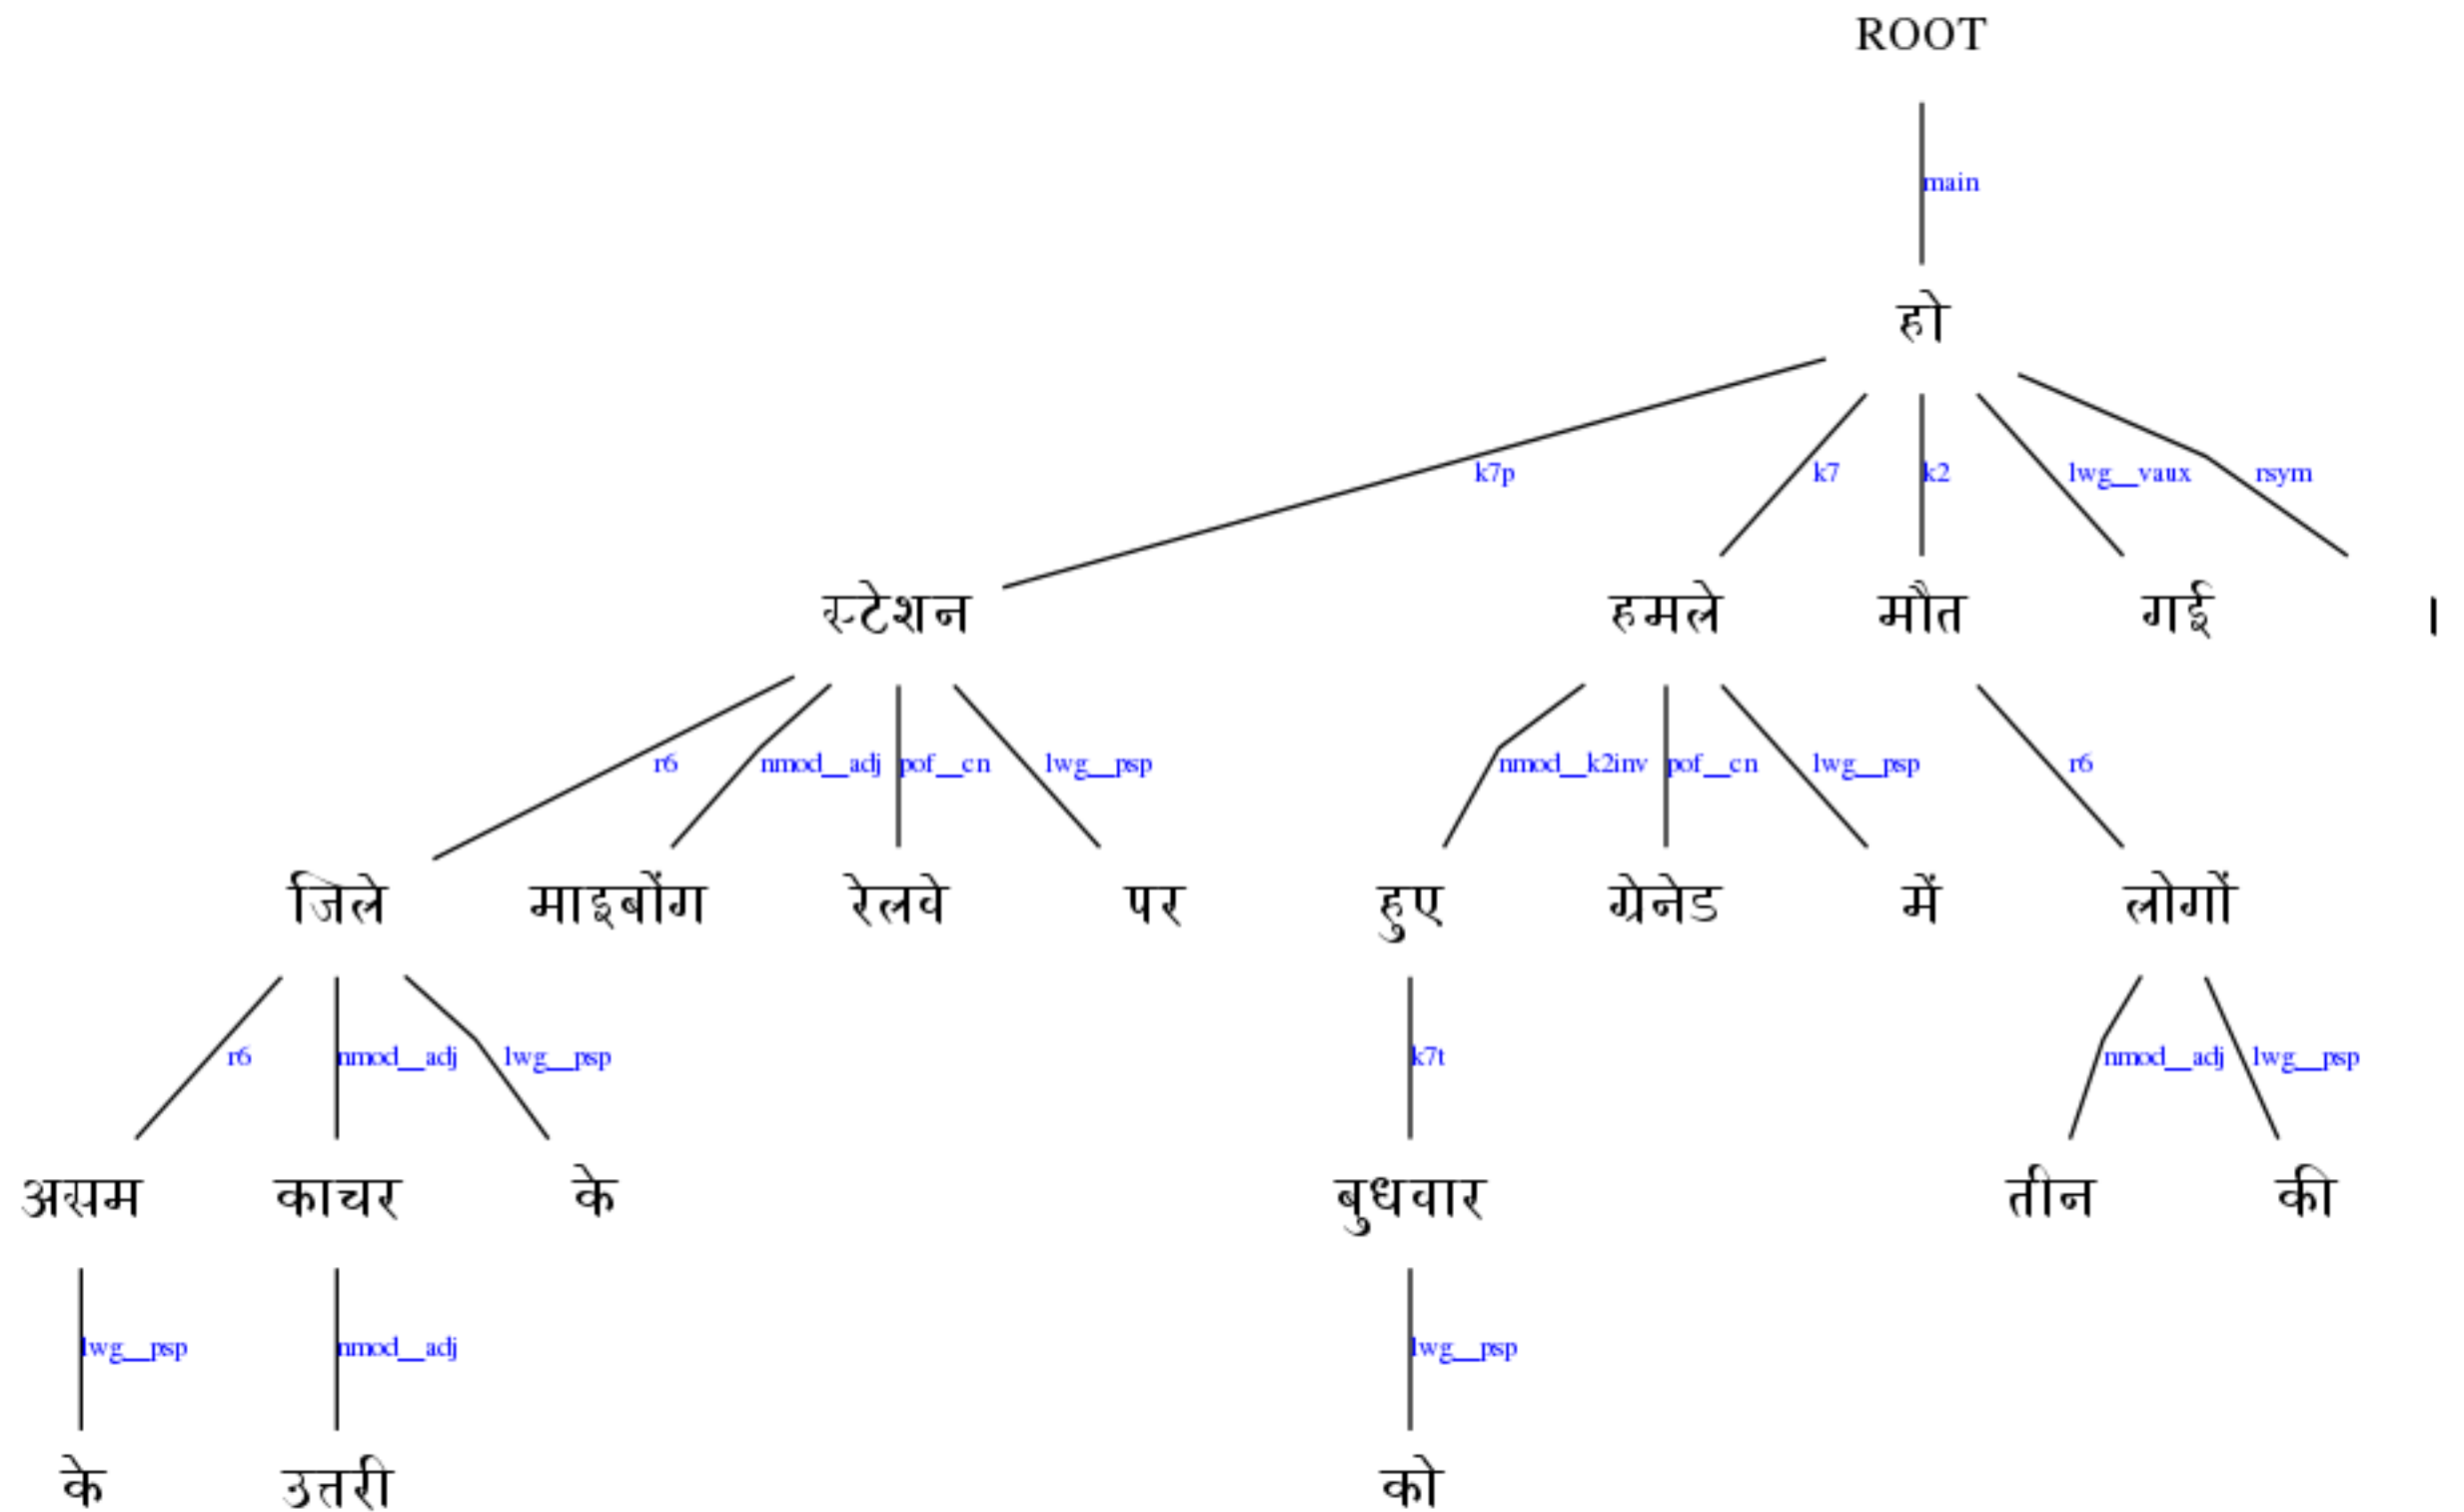 ROOT
main
हो
k7p k7 k2 lwg__vaux rsym
स्टेशन हमले मौत गई ।
r6 nmod__adj pof__cn lwg__psp nmod__k2inv pof__cn lwg__psp r6
जिले माइबोंग रेलवे पर हुए ग्रेनेड में लोगों
r6 nmod__adj lwg__psp k7t nmod__adj lwg__psp
असम काचर के बुधवार तीन की
lwg__psp nmod__adj lwg__psp
के उत्तरी को